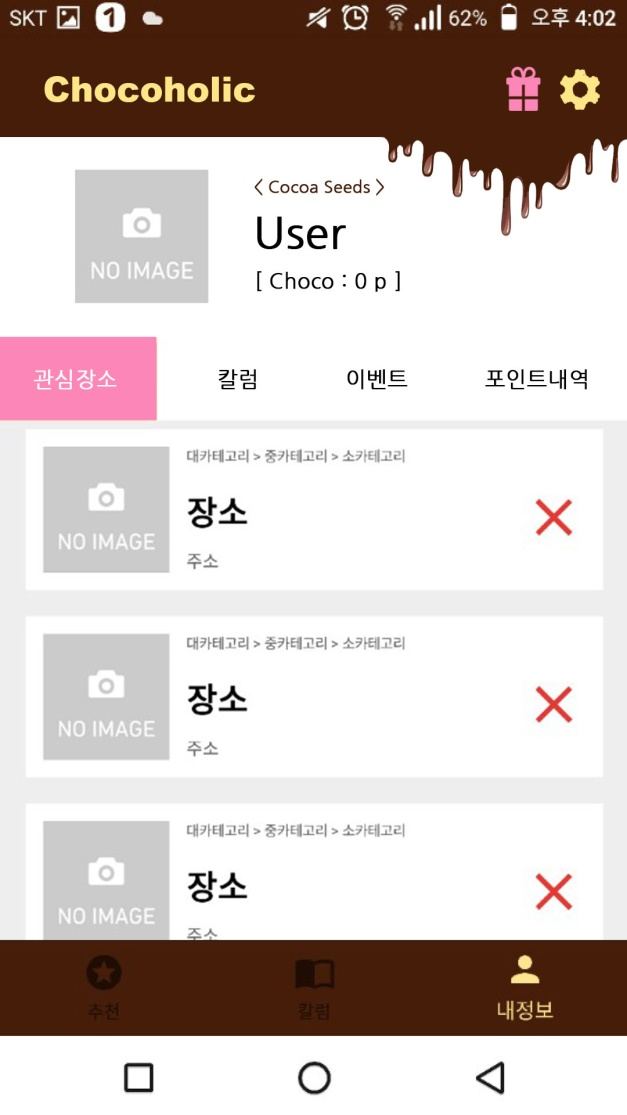 SKT 1 62% 오후 4:02
Chocoholic
< Cocoa Seeds >
NO IMAGE
User
[ Choco : 0 p ]
관심장소 칼럼 이벤트 포인트내역
대카테고리 > 중카테고리 > 소카테고리
장소
NO IMAGE
주소
대카테고리 > 중카테고리 > 소카테고리
장소
NO IMAGE
주소
대카테고리 > 중카테고리 > 소카테고리
장소
NO IMAGE
주소
추천 칼럼 내정보